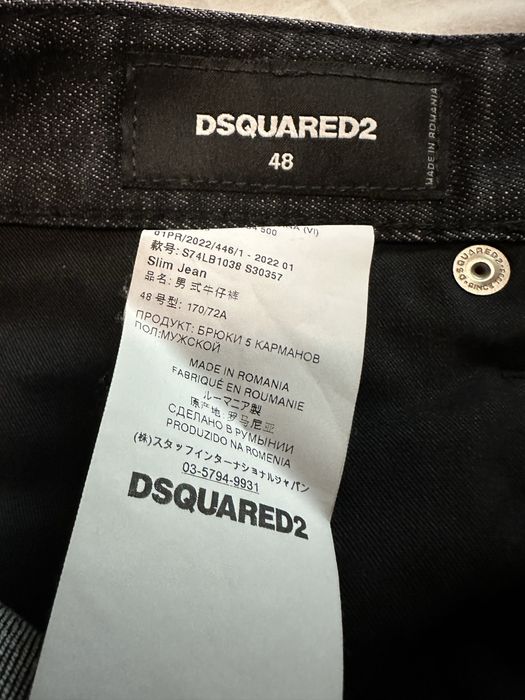 DSQUARED2
48
MADE IN ROMANIA
(VI)
500
01PR/2022/446/1 - 2022 01
款号: S74LB1038 S30357
Slim Jean
品名: 男 式牛仔裤
48 号型: 170/72A
ПРОДУКТ: БРЮКИ 5 КАРМАНОВ
ПОЛ:МУЖСКОЙ
MADE IN ROMANIA
FABRIQUÉ EN ROUMANIE
ルーマニア製
原产地: 罗马尼亚
СДЕЛАНО В РУМЫНИИ
PRODUZIDO NA ROMENIA
(株)スタッフインターナショナルジャパン
03-5794-9931
DSQUARED2
DSQUARED2